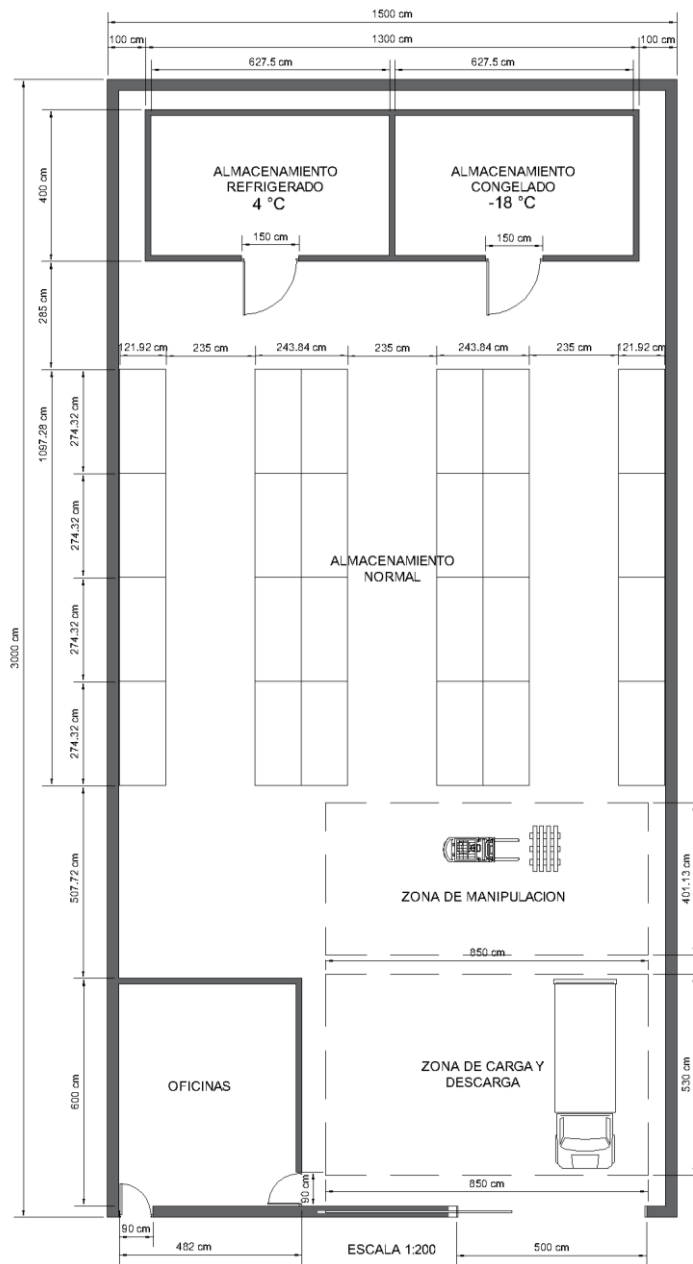 1500 cm
100 cm
1300 cm
100 cm
627.5 cm
627.5 cm
400 cm
ALMACENAMIENTO
REFRIGERADO
4 °C
ALMACENAMIENTO
CONGELADO
-18 °C
150 cm
150 cm
285 cm
121.92 cm
235 cm
243.84 cm
235 cm
243.84 cm
235 cm
121.92 cm
1097.28 cm
274.32 cm
274.32 cm
274.32 cm
274.32 cm
ALMACENAMIENTO
NORMAL
3000 cm
507.72 cm
ZONA DE MANIPULACION
401.13 cm
850 cm
600 cm
OFICINAS
ZONA DE CARGA Y
DESCARGA
530 cm
90 cm
850 cm
90 cm
482 cm
ESCALA 1:200
500 cm